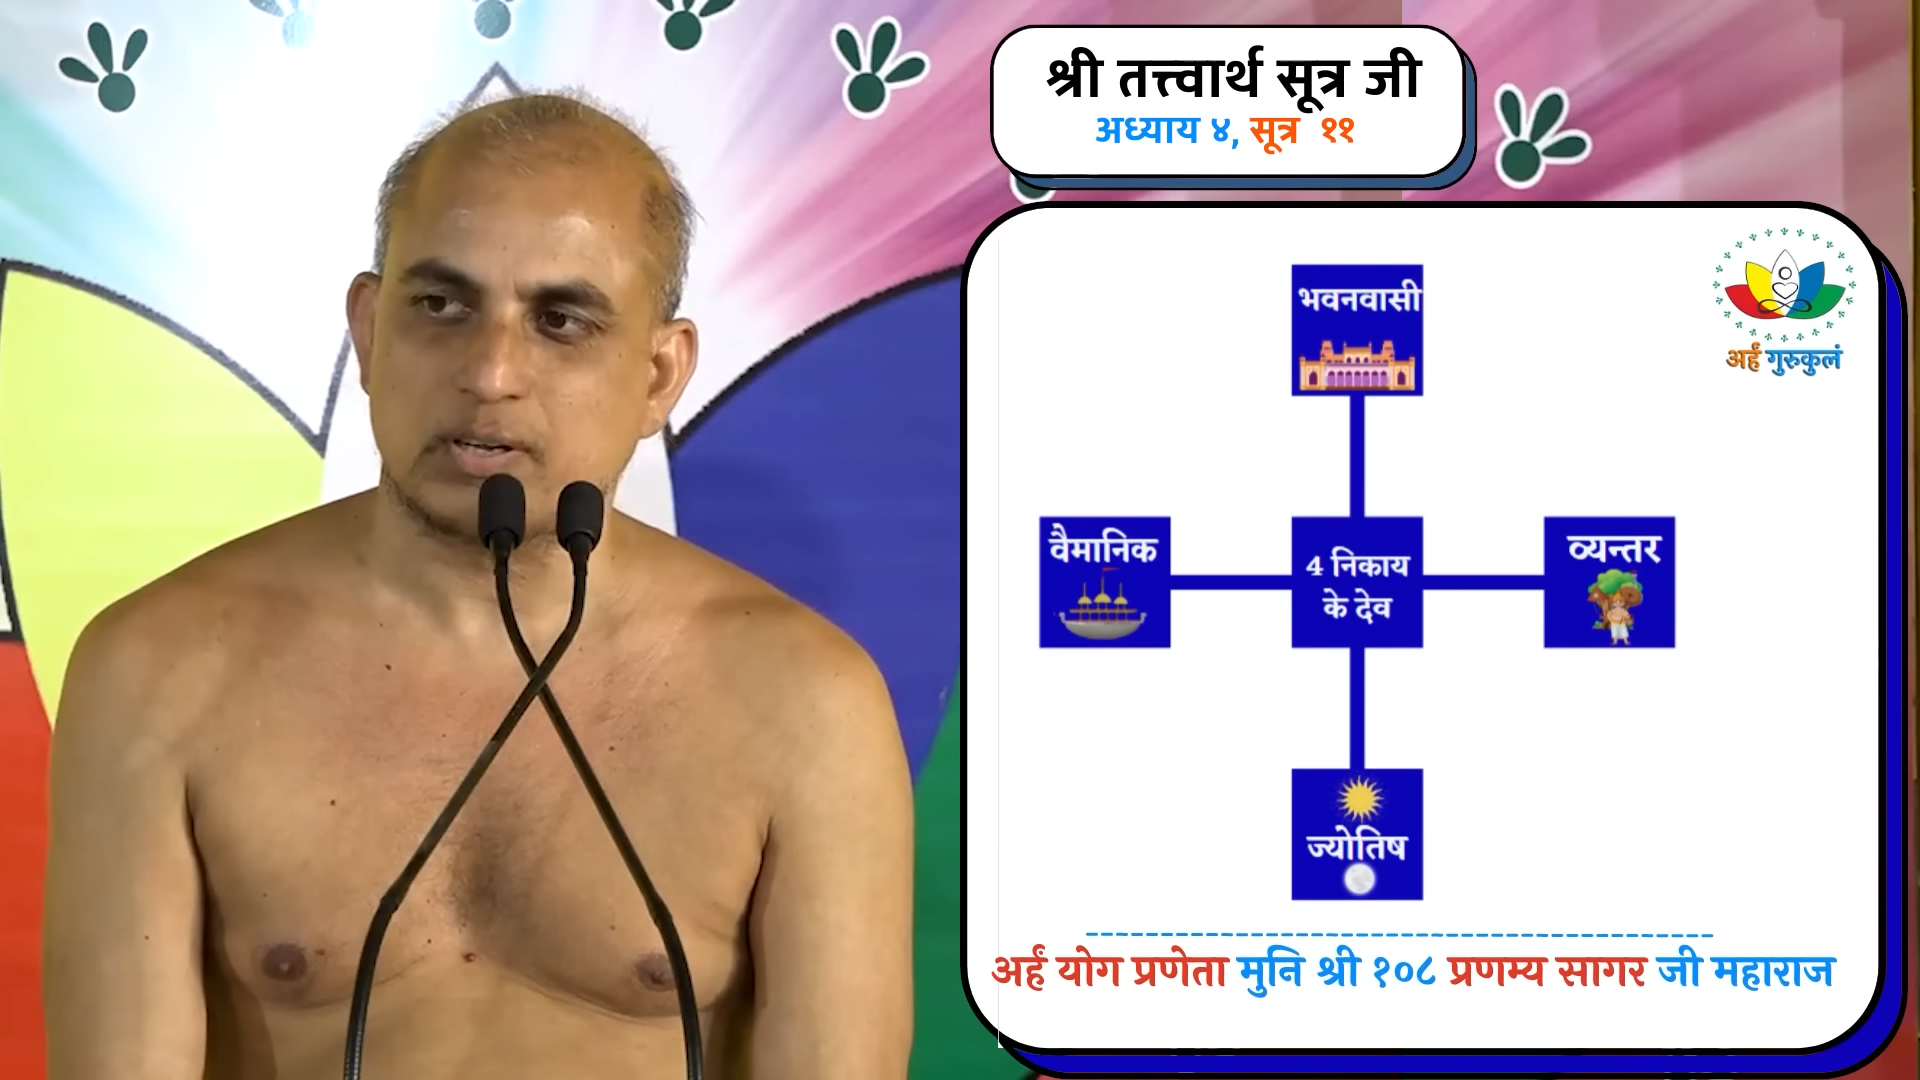 श्री तत्त्वार्थ सूत्र जी
अध्याय ४, सूत्र ११
अर्हं गुरुकुलं
भवनवासी
वैमानिक
4 निकाय
के देव
व्यन्तर
ज्योतिष
अर्हं योग प्रणेता मुनि श्री १०८ प्रणम्य सागर जी महाराज